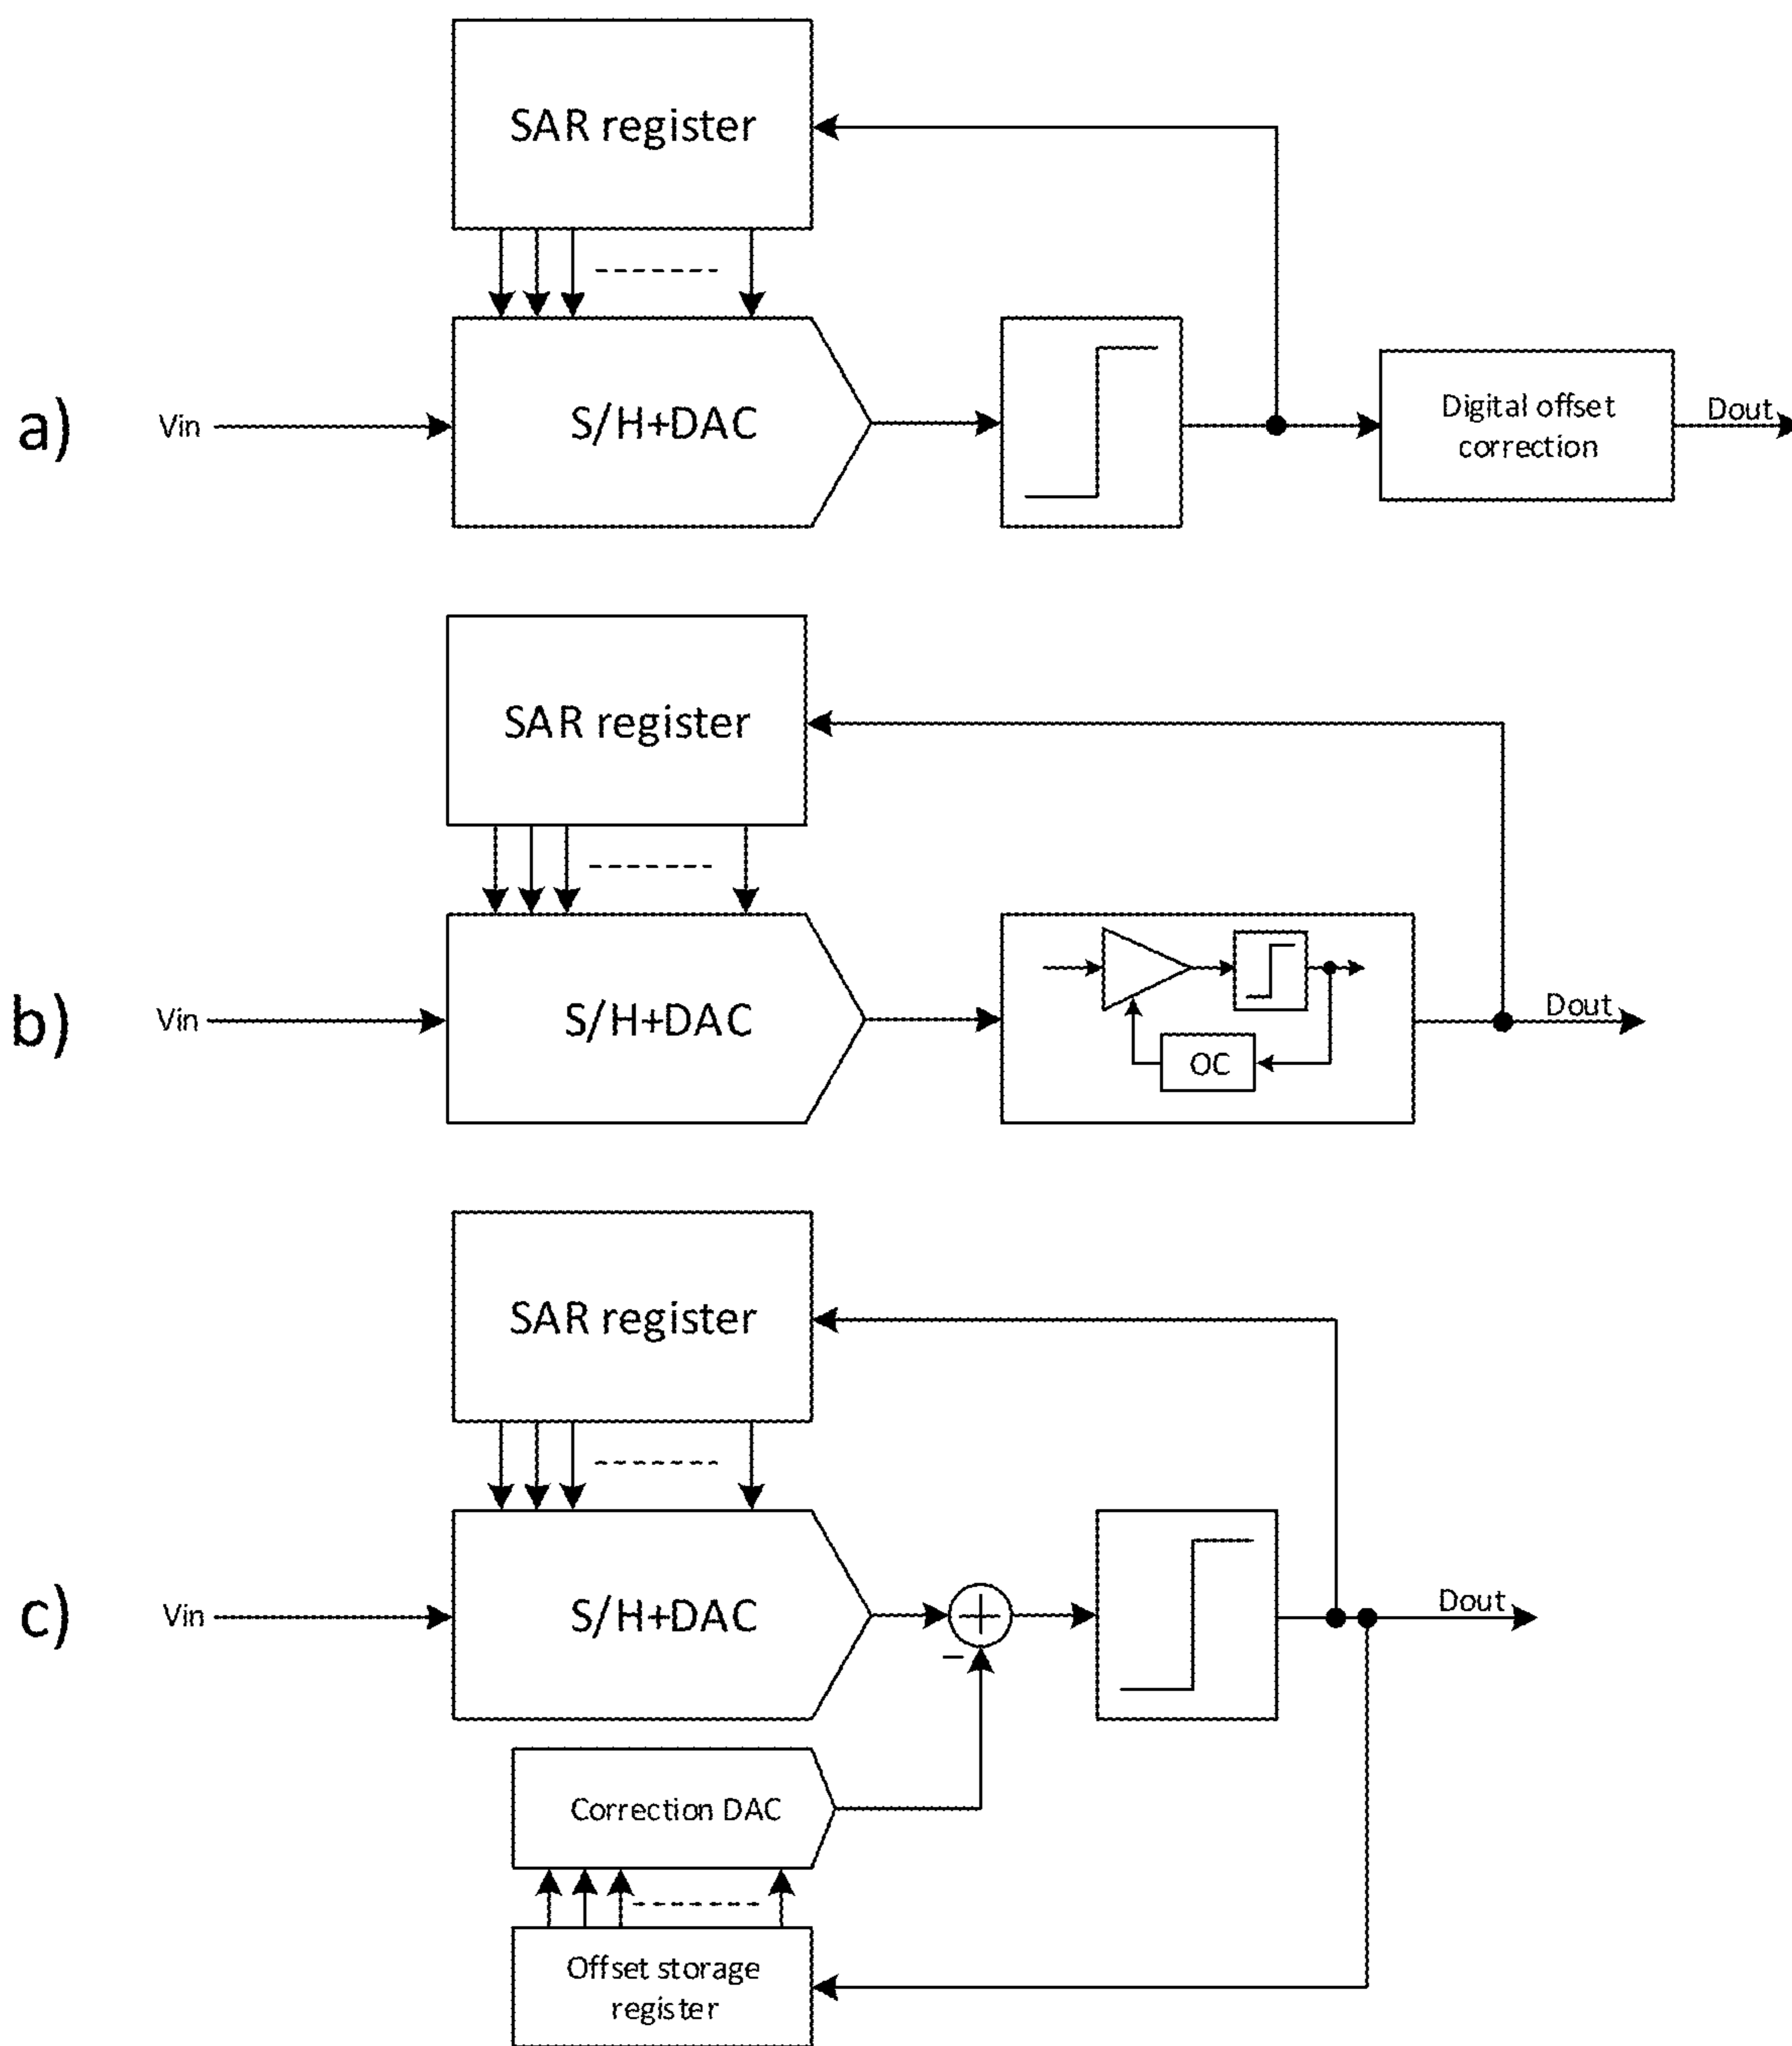 SAR register
a)
Vin
S/H+DAC
Digital offset
correction
Dout
SAR register
b)
Vin
S/H+DAC
OC
Dout
SAR register
c)
Vin
S/H+DAC
–
Dout
Correction DAC
Offset storage
register